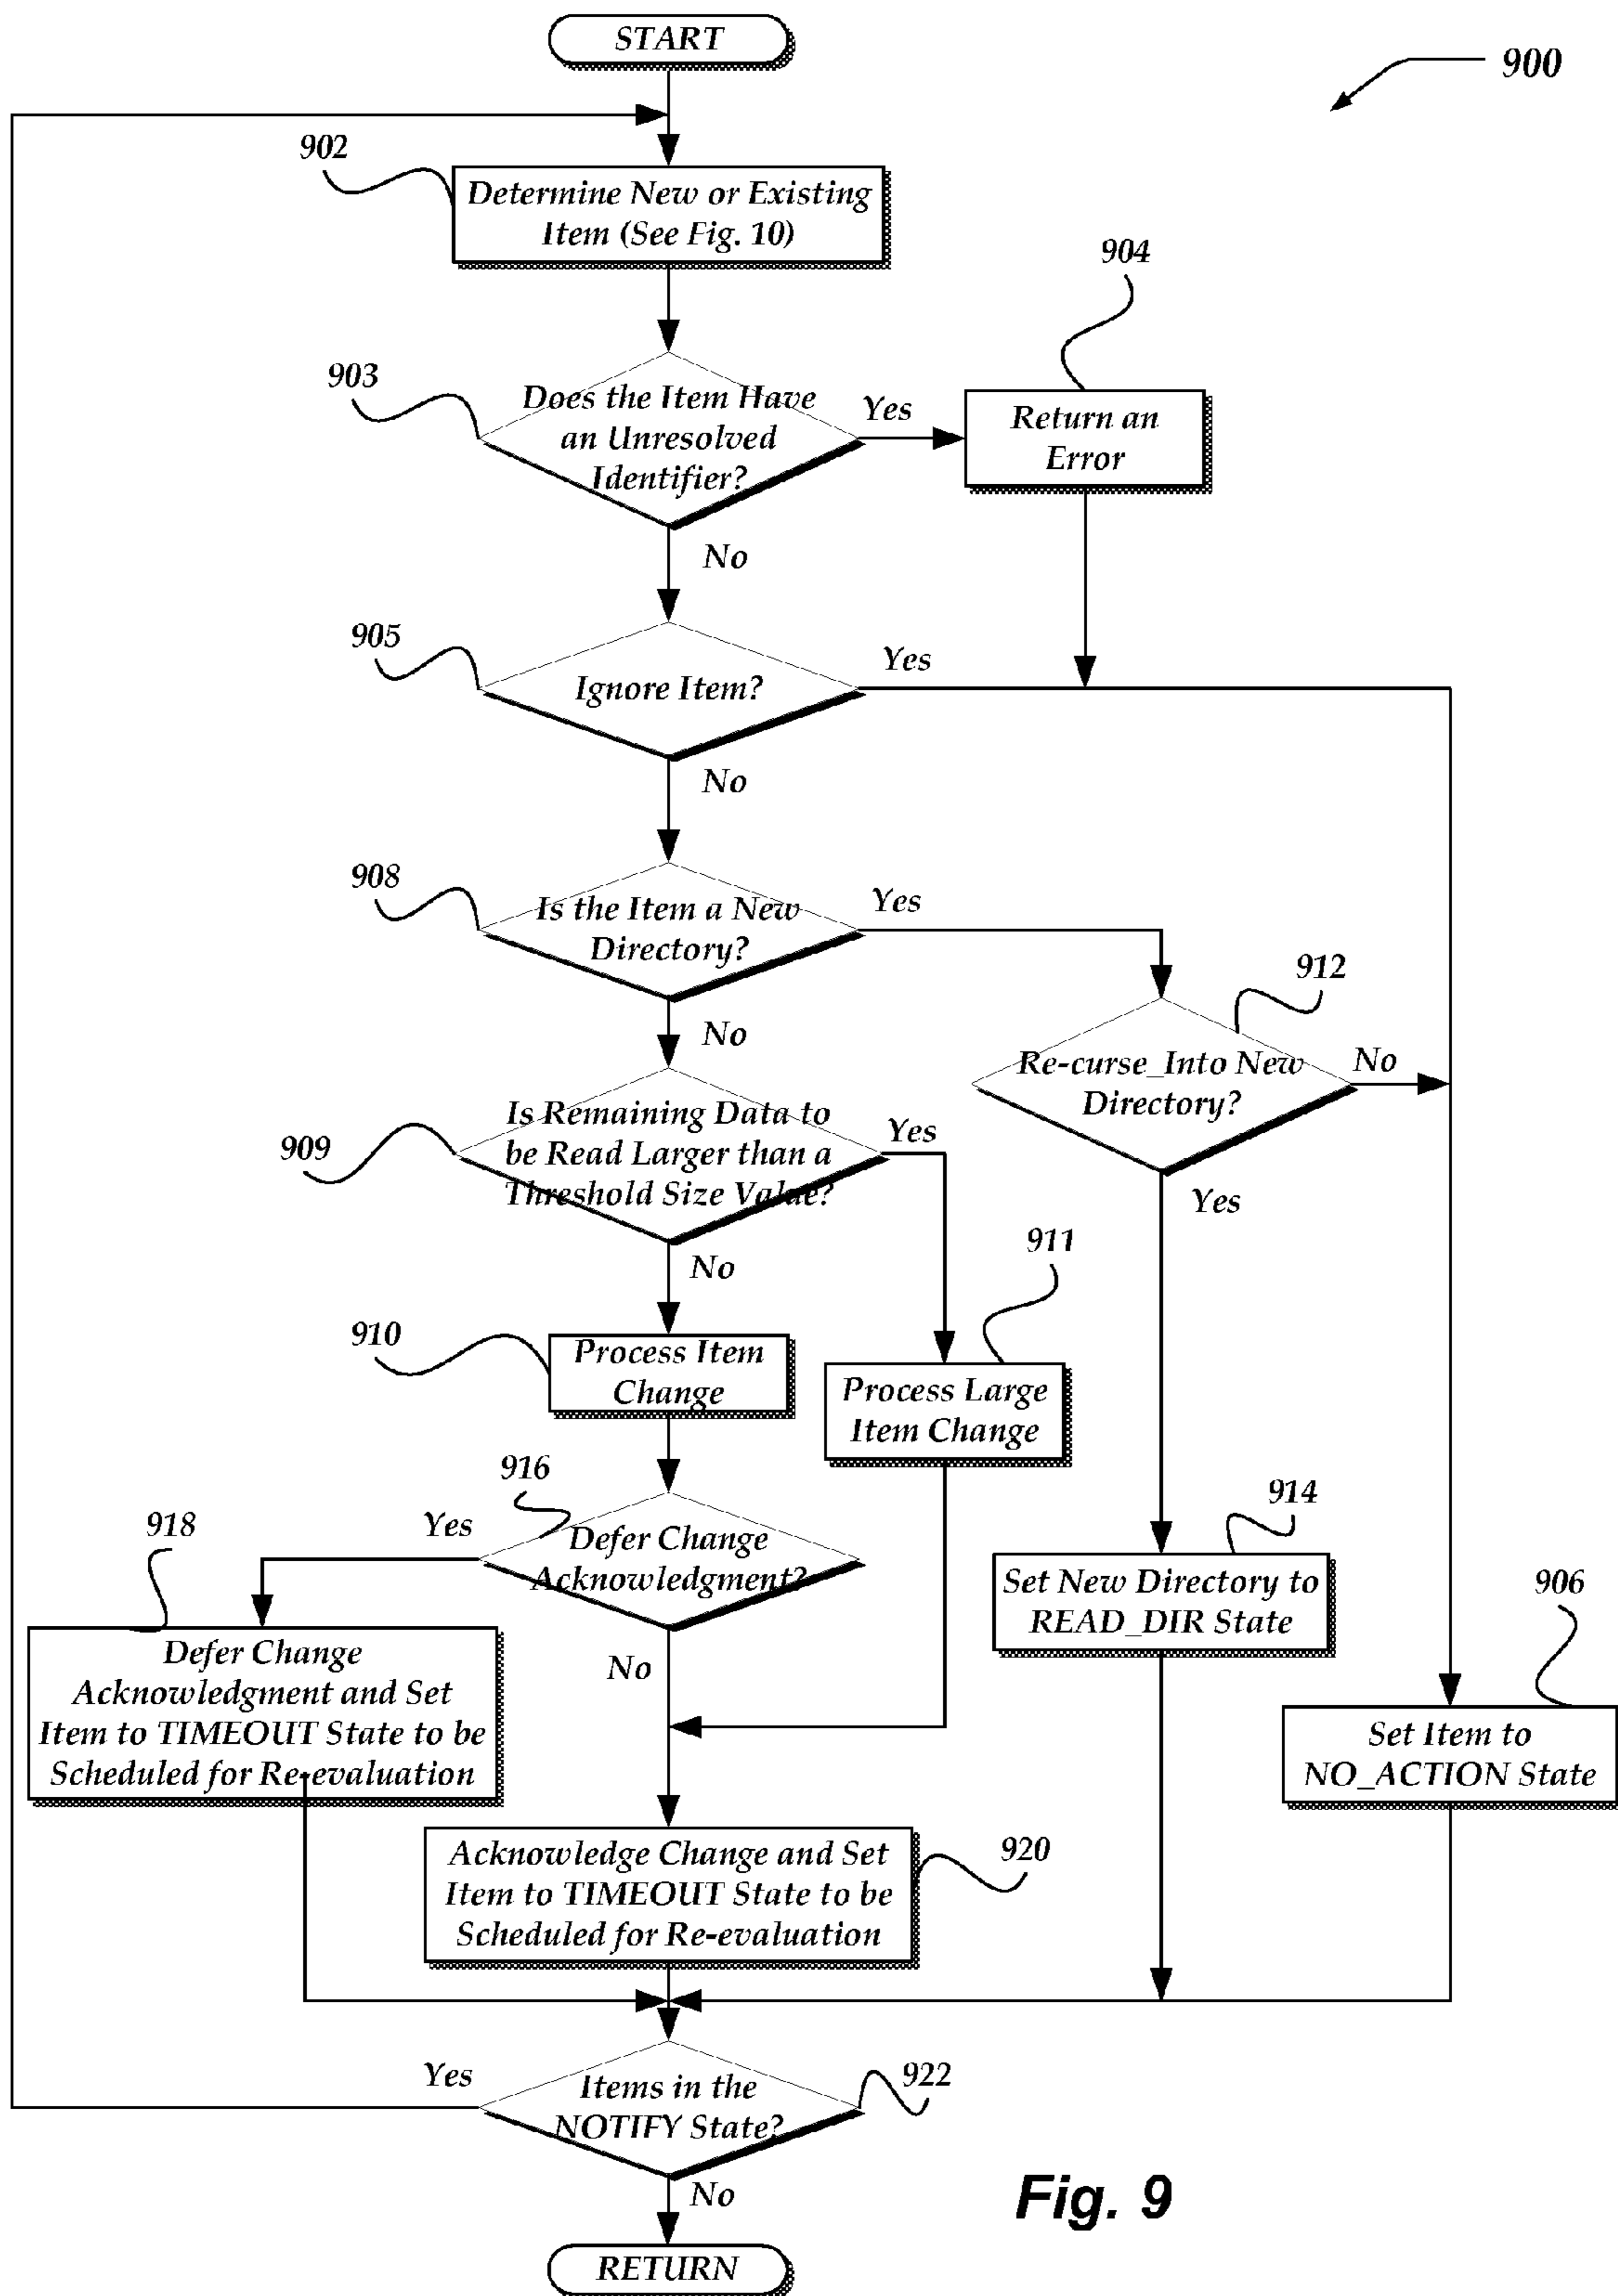 START
900
902
Determine New or Existing
Item (See Fig. 10)
904
903
Does the Item Have
an Unresolved
Identifier?
Yes
Return an
Error
No
905
Ignore Item?
Yes
No
908
Is the Item a New
Directory?
Yes
912
No
Re-curse_Into New
Directory?
No
909
Is Remaining Data to
be Read Larger than a
Threshold Size Value?
Yes
Yes
911
No
910
Process Item
Change
Process Large
Item Change
916
914
918
Yes
Defer Change
Acknowledgment?
Set New Directory to
READ_DIR State
906
No
Defer Change
Acknowledgment and Set
Item to TIMEOUT State to be
Scheduled for Re-evaluation
Set Item to
NO_ACTION State
Acknowledge Change and Set
Item to TIMEOUT State to be
Scheduled for Re-evaluation
920
Yes
Items in the
NOTIFY State?
922
No
Fig. 9
RETURN